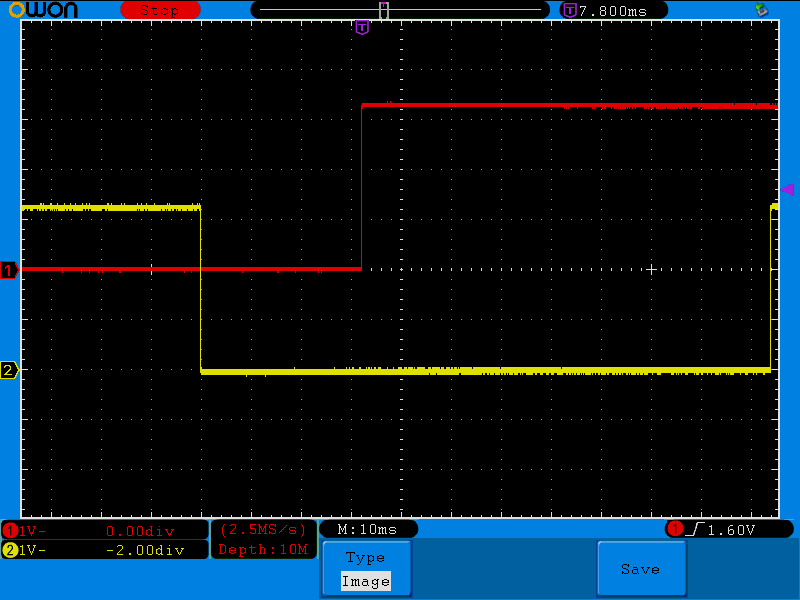 owon Stop T 7.800ms
T
1
2
1 1V- 0.00div (2.5MS/s) M:10ms 1 1.60V
2 1V- -2.00div Depth:10M
Type
Image
Save